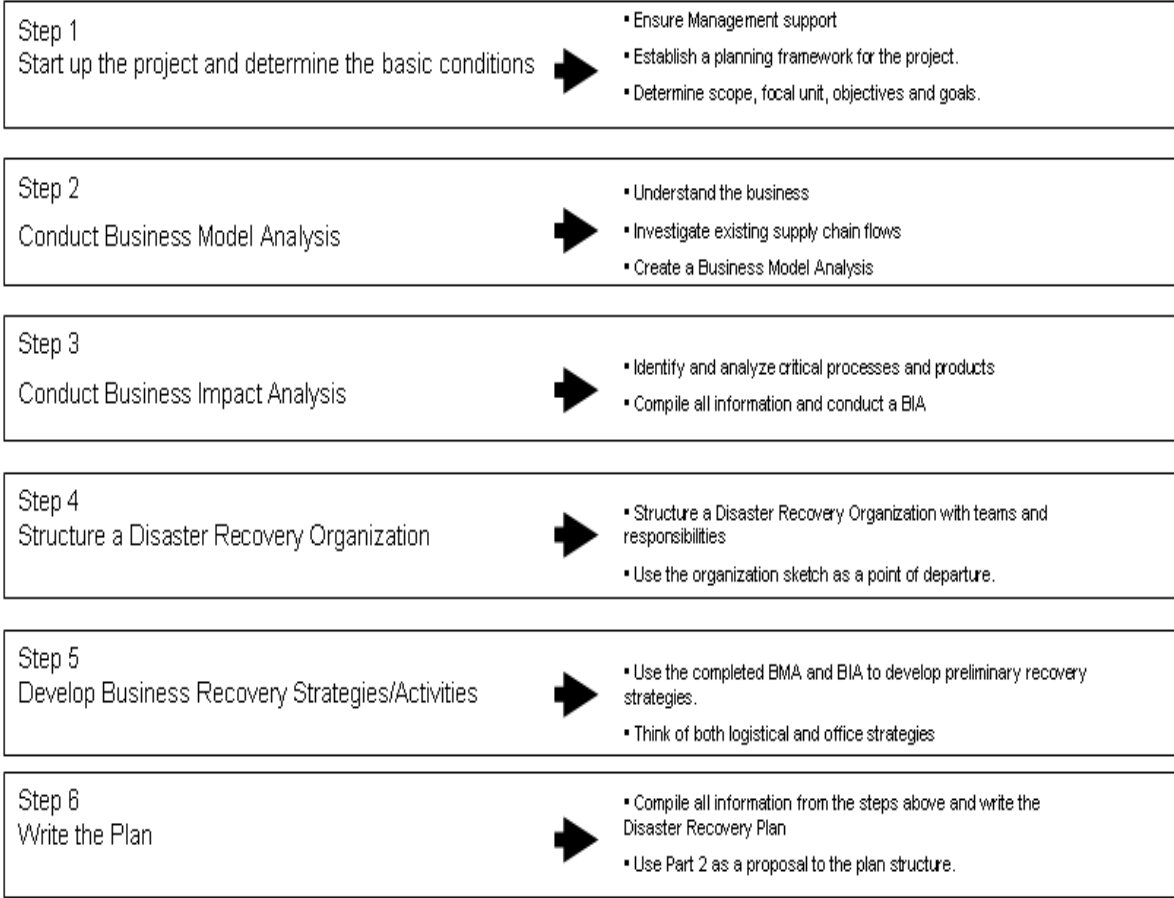 Step 1
Start up the project and determine the basic conditions
▪ Ensure Management support
▪ Establish a planning framework for the project.
▪ Determine scope, focal unit, objectives and goals.
Step 2
Conduct Business Model Analysis
▪ Understand the business
▪ Investigate existing supply chain flows
▪ Create a Business Model Analysis
Step 3
Conduct Business Impact Analysis
▪ Identify and analyze critical processes and products
▪ Compile all information and conduct a BIA
Step 4
Structure a Disaster Recovery Organization
▪ Structure a Disaster Recovery Organization with teams and
responsibilities
▪ Use the organization sketch as a point of departure.
Step 5
Develop Business Recovery Strategies/Activities
▪ Use the completed BMA and BIA to develop preliminary recovery
strategies.
▪ Think of both logistical and office strategies
Step 6
Write the Plan
▪ Compile all information from the steps above and write the
Disaster Recovery Plan
▪ Use Part 2 as a proposal to the plan structure.